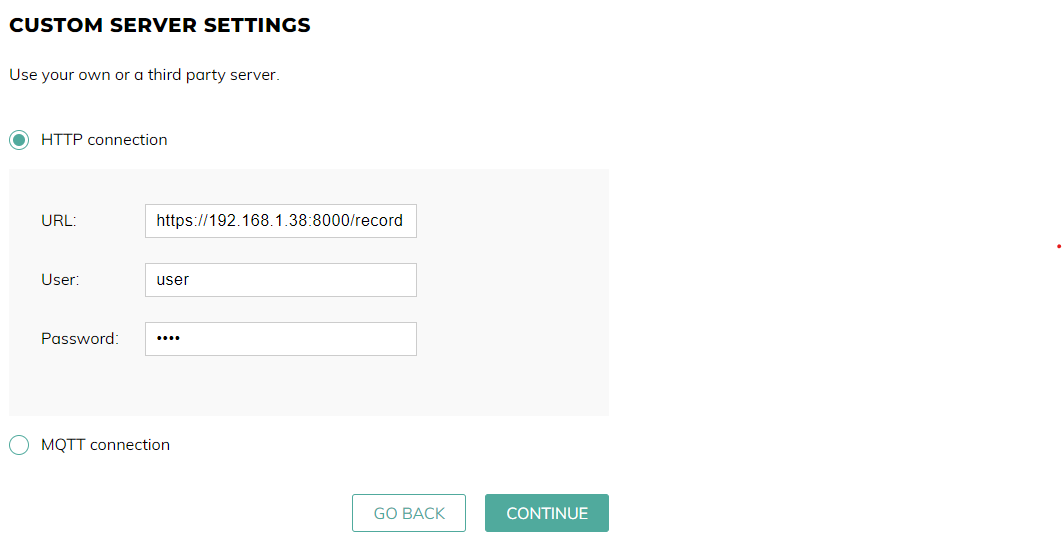 CUSTOM SERVER SETTINGS
Use your own or a third party server.
HTTP connection
URL: https://192.168.1.38:8000/record
User: user
Password: ••••
MQTT connection
GO BACK CONTINUE